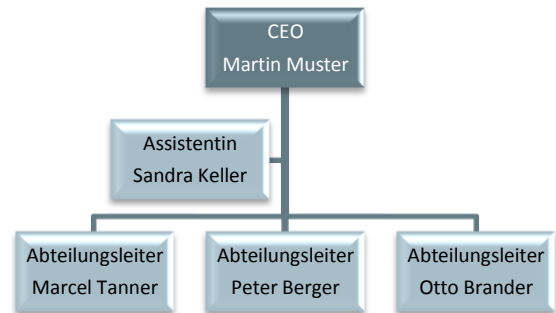 CEO
Martin Muster
Assistentin
Sandra Keller
Abteilungsleiter
Marcel Tanner
Abteilungsleiter
Peter Berger
Abteilungsleiter
Otto Brander